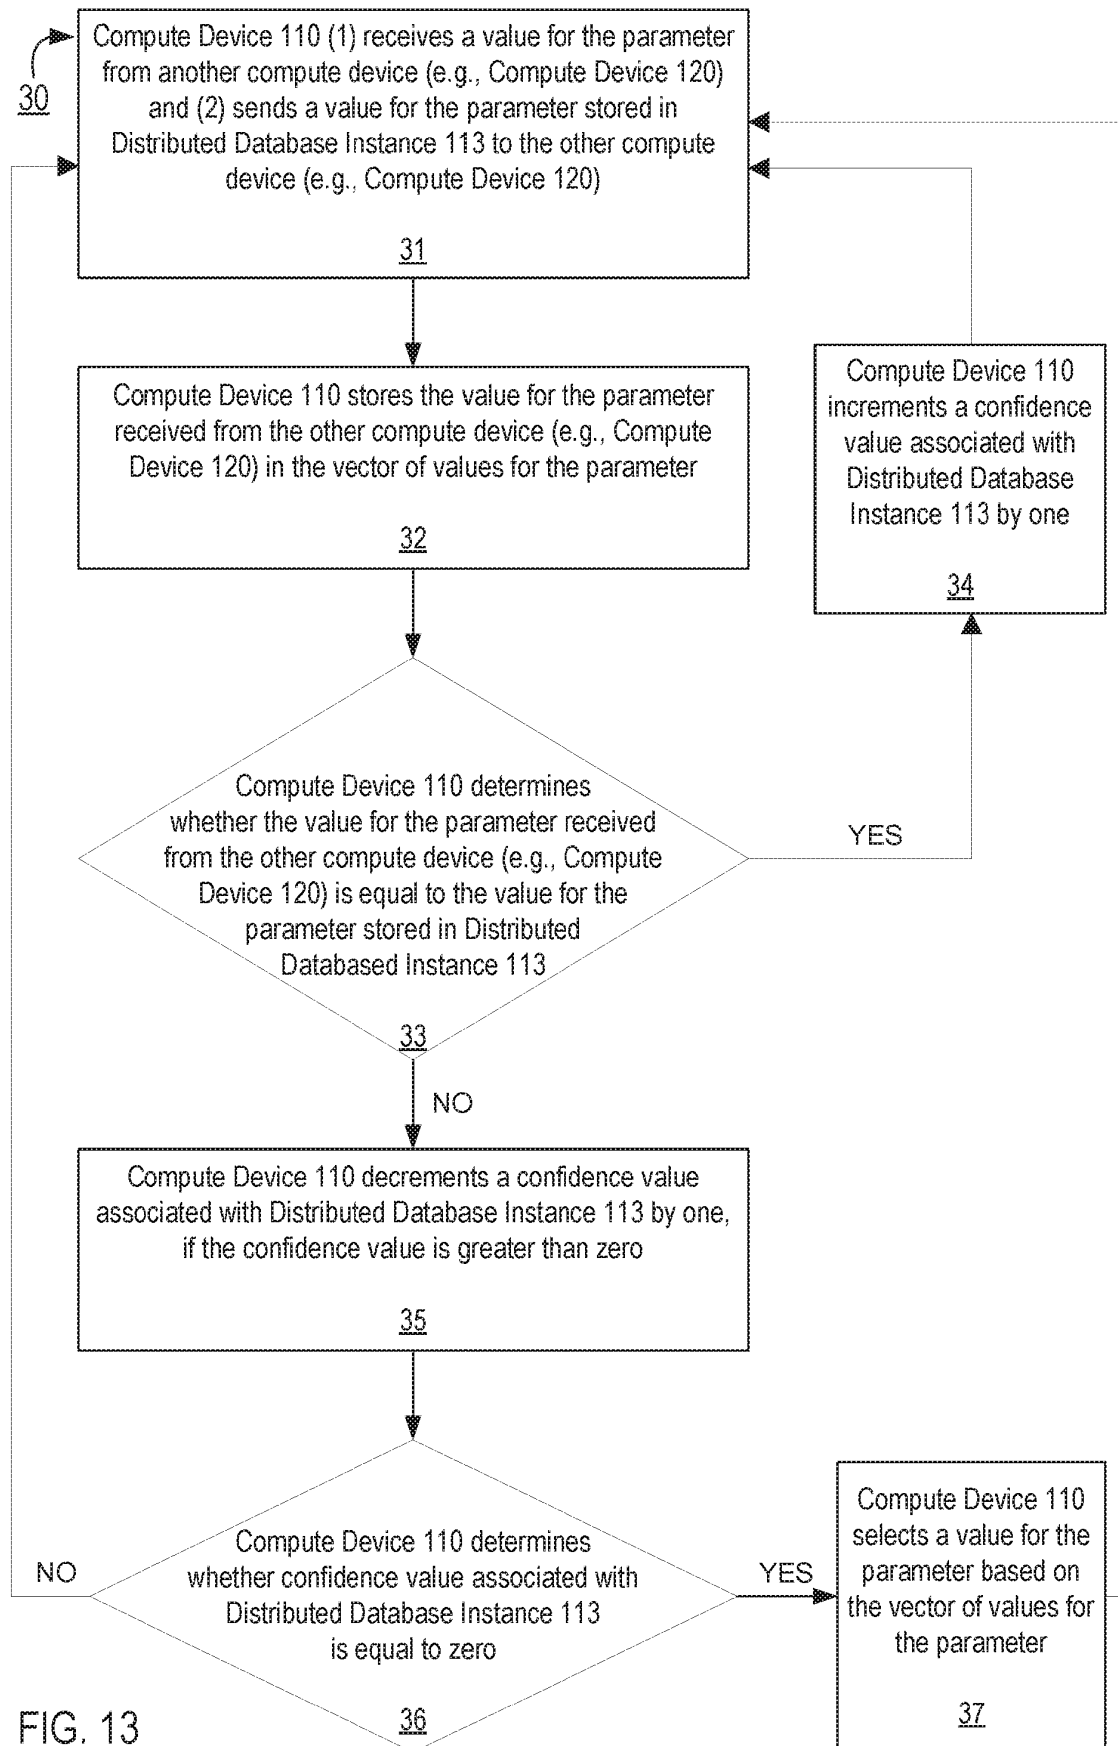 30
Compute Device 110 (1) receives a value for the parameter
from another compute device (e.g., Compute Device 120)
and (2) sends a value for the parameter stored in
Distributed Database Instance 113 to the other compute
device (e.g., Compute Device 120)
31
Compute Device 110 stores the value for the parameter
received from the other compute device (e.g., Compute
Device 120) in the vector of values for the parameter
32
Compute Device 110
increments a confidence
value associated with
Distributed Database
Instance 113 by one
34
Compute Device 110 determines
whether the value for the parameter received
from the other compute device (e.g., Compute
Device 120) is equal to the value for the
parameter stored in Distributed
Databased Instance 113
33
YES
NO
Compute Device 110 decrements a confidence value
associated with Distributed Database Instance 113 by one,
if the confidence value is greater than zero
35
Compute Device 110 determines
whether confidence value associated with
Distributed Database Instance 113
is equal to zero
36
NO
YES
Compute Device 110
selects a value for the
parameter based on
the vector of values for
the parameter
37
FIG. 13